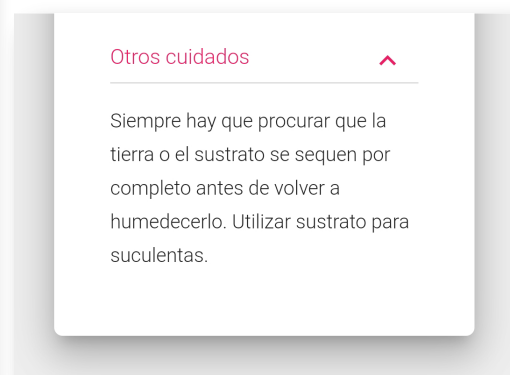 Otros cuidados
Siempre hay que procurar que la
tierra o el sustrato se sequen por
completo antes de volver a
humedecerlo. Utilizar sustrato para
suculentas.